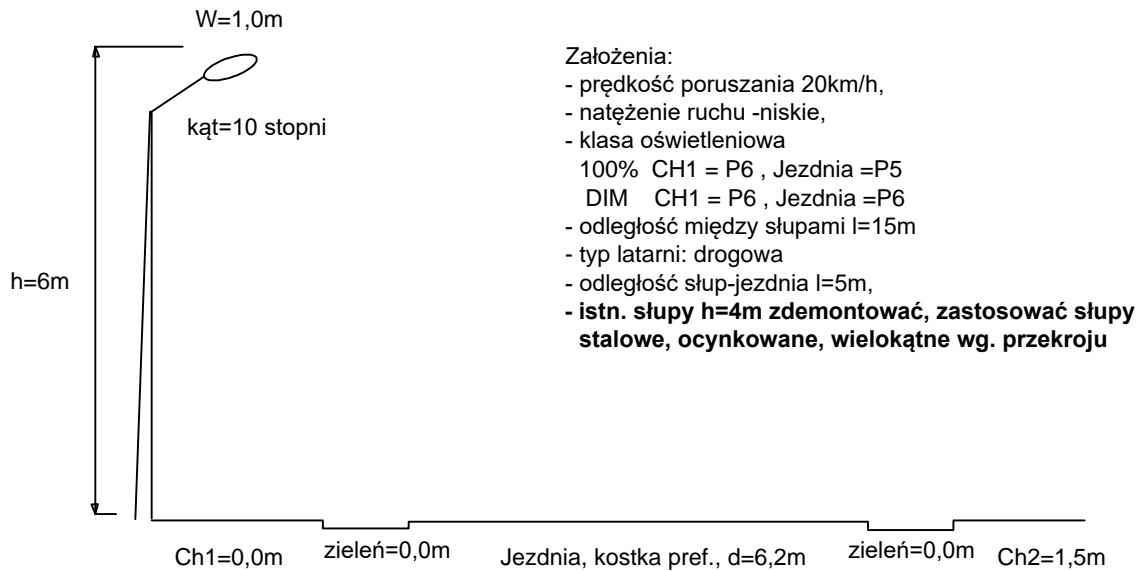 W=1,0m
kąt=10 stopni
h=6m
Założenia:
- prędkość poruszania 20km/h,
- natężenie ruchu -niskie,
- klasa oświetleniowa
100% CH1 = P6 , Jezdnia =P5
DIM CH1 = P6 , Jezdnia =P6
- odległość między słupami l=15m
- typ latarni: drogowa
- odległość słup-jezdnia l=5m,
- istn. słupy h=4m zdemontować, zastosować słupy
stalowe, ocynkowane, wielokątne wg. przekroju
Ch1=0,0m
zieleń=0,0m
Jezdnia, kostka pref., d=6,2m
zieleń=0,0m
Ch2=1,5m